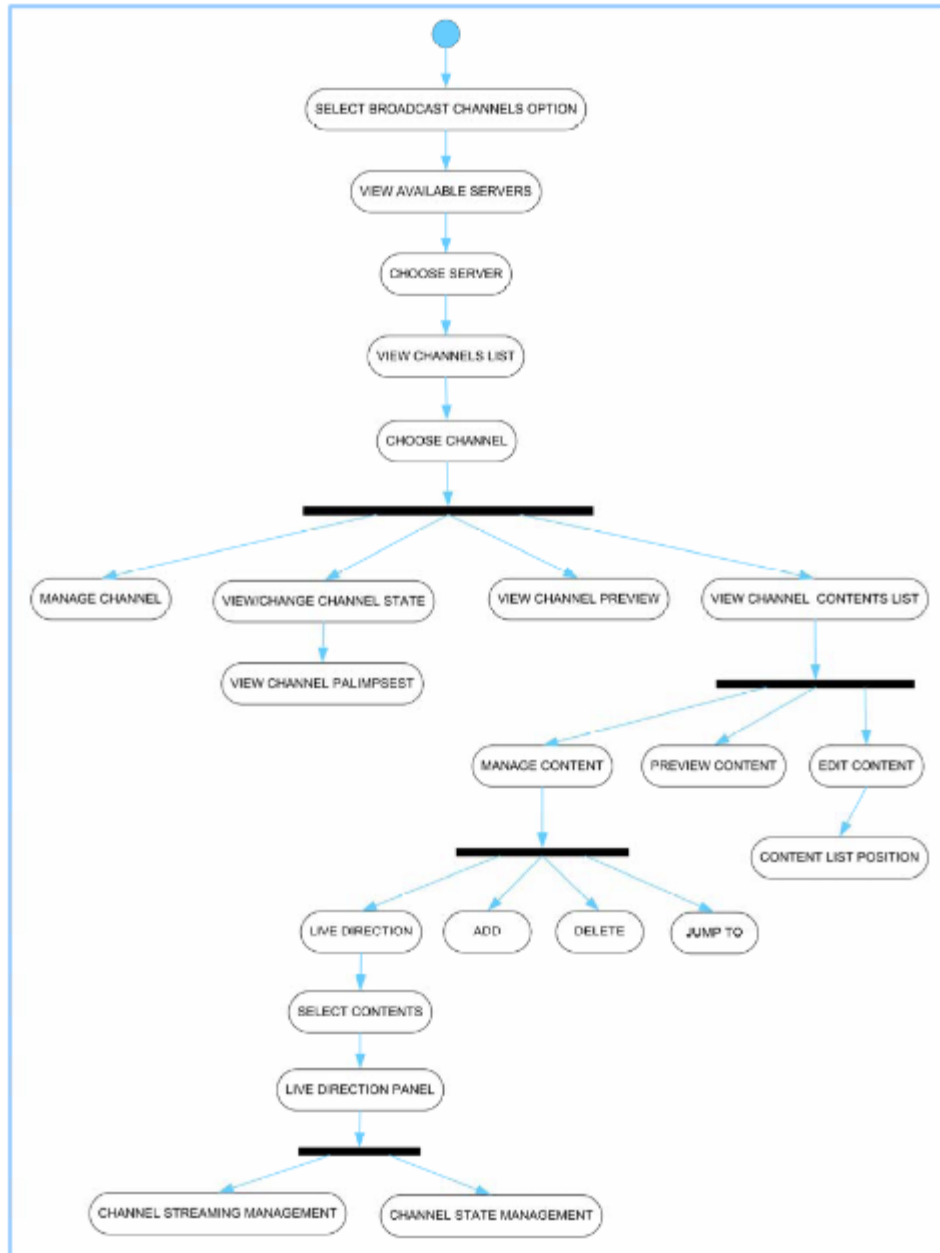 SELECT BROADCAST CHANNELS OPTION
VIEW AVAILABLE SERVERS
CHOOSE SERVER
VIEW CHANNELS LIST
CHOOSE CHANNEL
MANAGE CHANNEL
VIEW/CHANGE CHANNEL STATE
VIEW CHANNEL PREVIEW
VIEW CHANNEL CONTENTS LIST
VIEW CHANNEL PALIMPSEST
MANAGE CONTENT
PREVIEW CONTENT
EDIT CONTENT
CONTENT LIST POSITION
LIVE DIRECTION
ADD
DELETE
JUMP TO
SELECT CONTENTS
LIVE DIRECTION PANEL
CHANNEL STREAMING MANAGEMENT
CHANNEL STATE MANAGEMENT